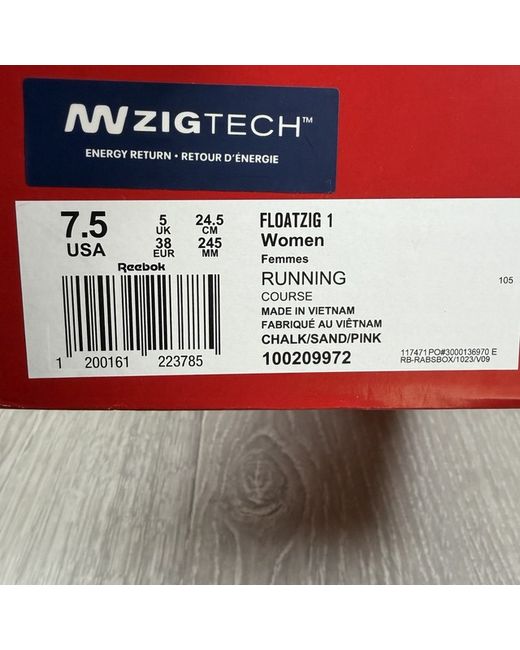 ZIGTECH™
ENERGY RETURN • RETOUR D'ÉNERGIE
7.5
USA
5
UK
38
EUR
24.5
CM
245
MM
Reebok
1 200161 223785
FLOATZIG 1
Women
Femmes
RUNNING
COURSE
MADE IN VIETNAM
FABRIQUÉ AU VIÊTNAM
CHALK/SAND/PINK
100209972
105
117471 PO#3000136970 E
RB-RABSBOX/1023/V09